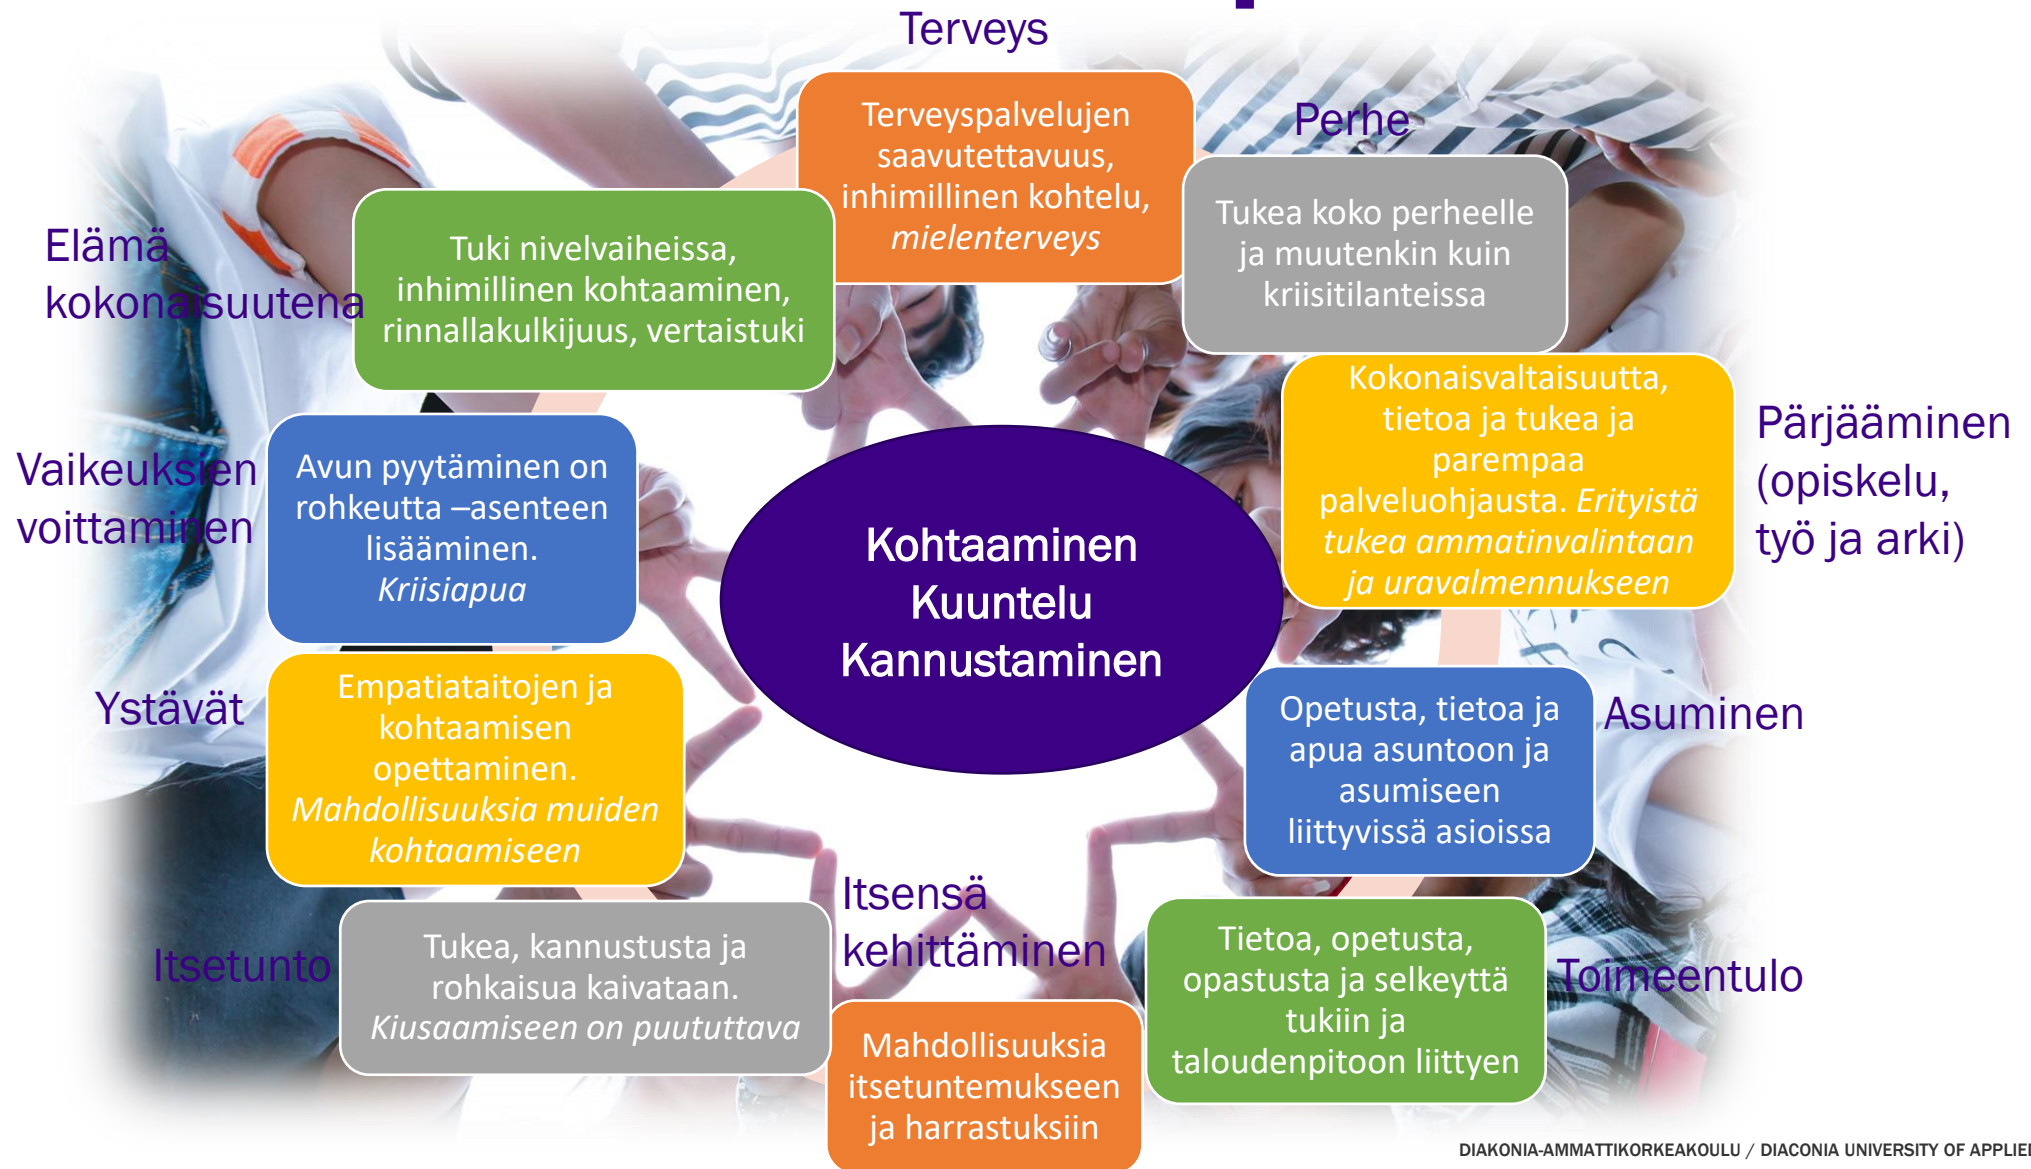 Terveys
Terveyspalvelujen
saavutettavuus,
inhimillinen kohtelu,
mielenterveys
Perhe
Tukea koko perheelle
ja muutenkin kuin
kriisitilanteissa
Pärjääminen
(opiskelu,
työ ja arki)
Kokonaisvaltaisuutta,
tietoa ja tukea ja
parempaa
palveluohjausta. Erityistä
tukea ammatinvalintaan
ja uravalmennukseen
Asuminen
Opetusta, tietoa ja
apua asuntoon ja
asumiseen
liittyvissä asioissa
Toimeentulo
Tietoa, opetusta,
opastusta ja selkeyttä
tukiin ja
taloudenpitoon liittyen
Itsensä
kehittäminen
Mahdollisuuksia
itsetuntemukseen
ja harrastuksiin
Itsetunto
Tukea, kannustusta ja
rohkaisua kaivataan.
Kiusaamiseen on puututtava
Ystävät
Empatiataitojen ja
kohtaamisen
opettaminen.
Mahdollisuuksia muiden
kohtaamiseen
Vaikeuksien
voittaminen
Avun pyytäminen on
rohkeutta –asenteen
lisääminen.
Kriisiapua
Elämä
kokonaisuutena
Tuki nivelvaiheissa,
inhimillinen kohtaaminen,
rinnallakulkijuus, vertaistuki
Kohtaaminen
Kuuntelu
Kannustaminen
DIAKONIA-AMMATTIKORKEAKOULU / DIACONIA UNIVERSITY OF APPLIED